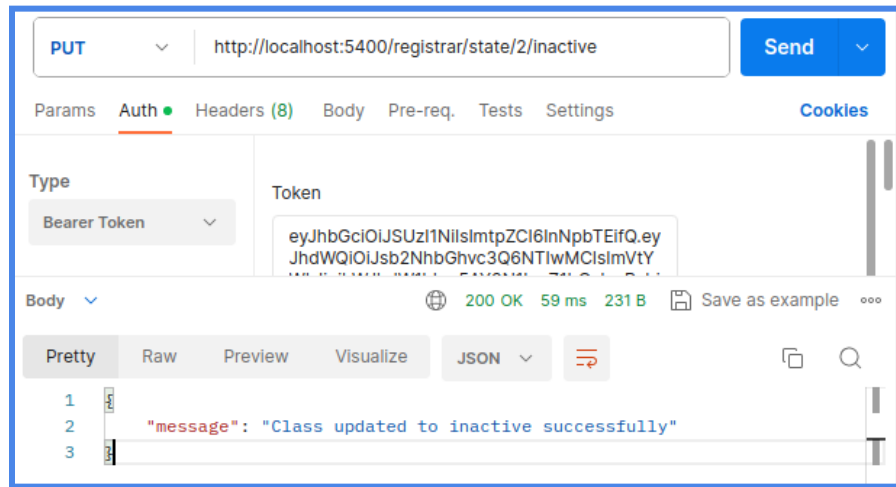 PUT http://localhost:5400/registrar/state/2/inactive Send
Params Auth Headers (8) Body Pre-req. Tests Settings Cookies
Type
Token
Bearer Token
eyJhbGciOiJSUzI1NiIsImtpZCI6InNpbTEifQ.ey
JhdWQiOiJsb2NhbGhvc3Q6NTIwMCIsImVtY
Body 200 OK 59 ms 231 B Save as example
Pretty Raw Preview Visualize JSON
1 {
2 "message": "Class updated to inactive successfully"
3 }